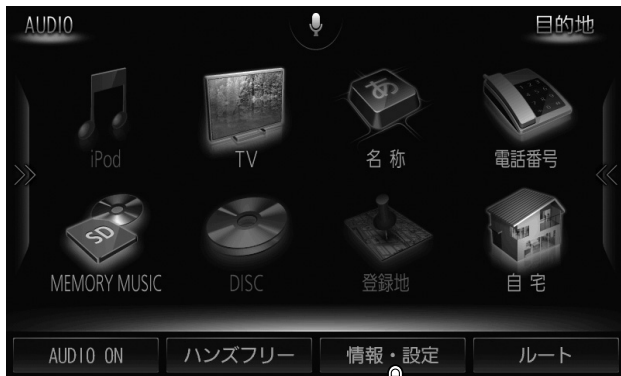 AUDIO 目的地
iPod TV 名称 電話番号
あ
SD
MEMORY MUSIC DISC 登録地 自宅
AUDIO ON ハンズフリー 情報・設定 ルート